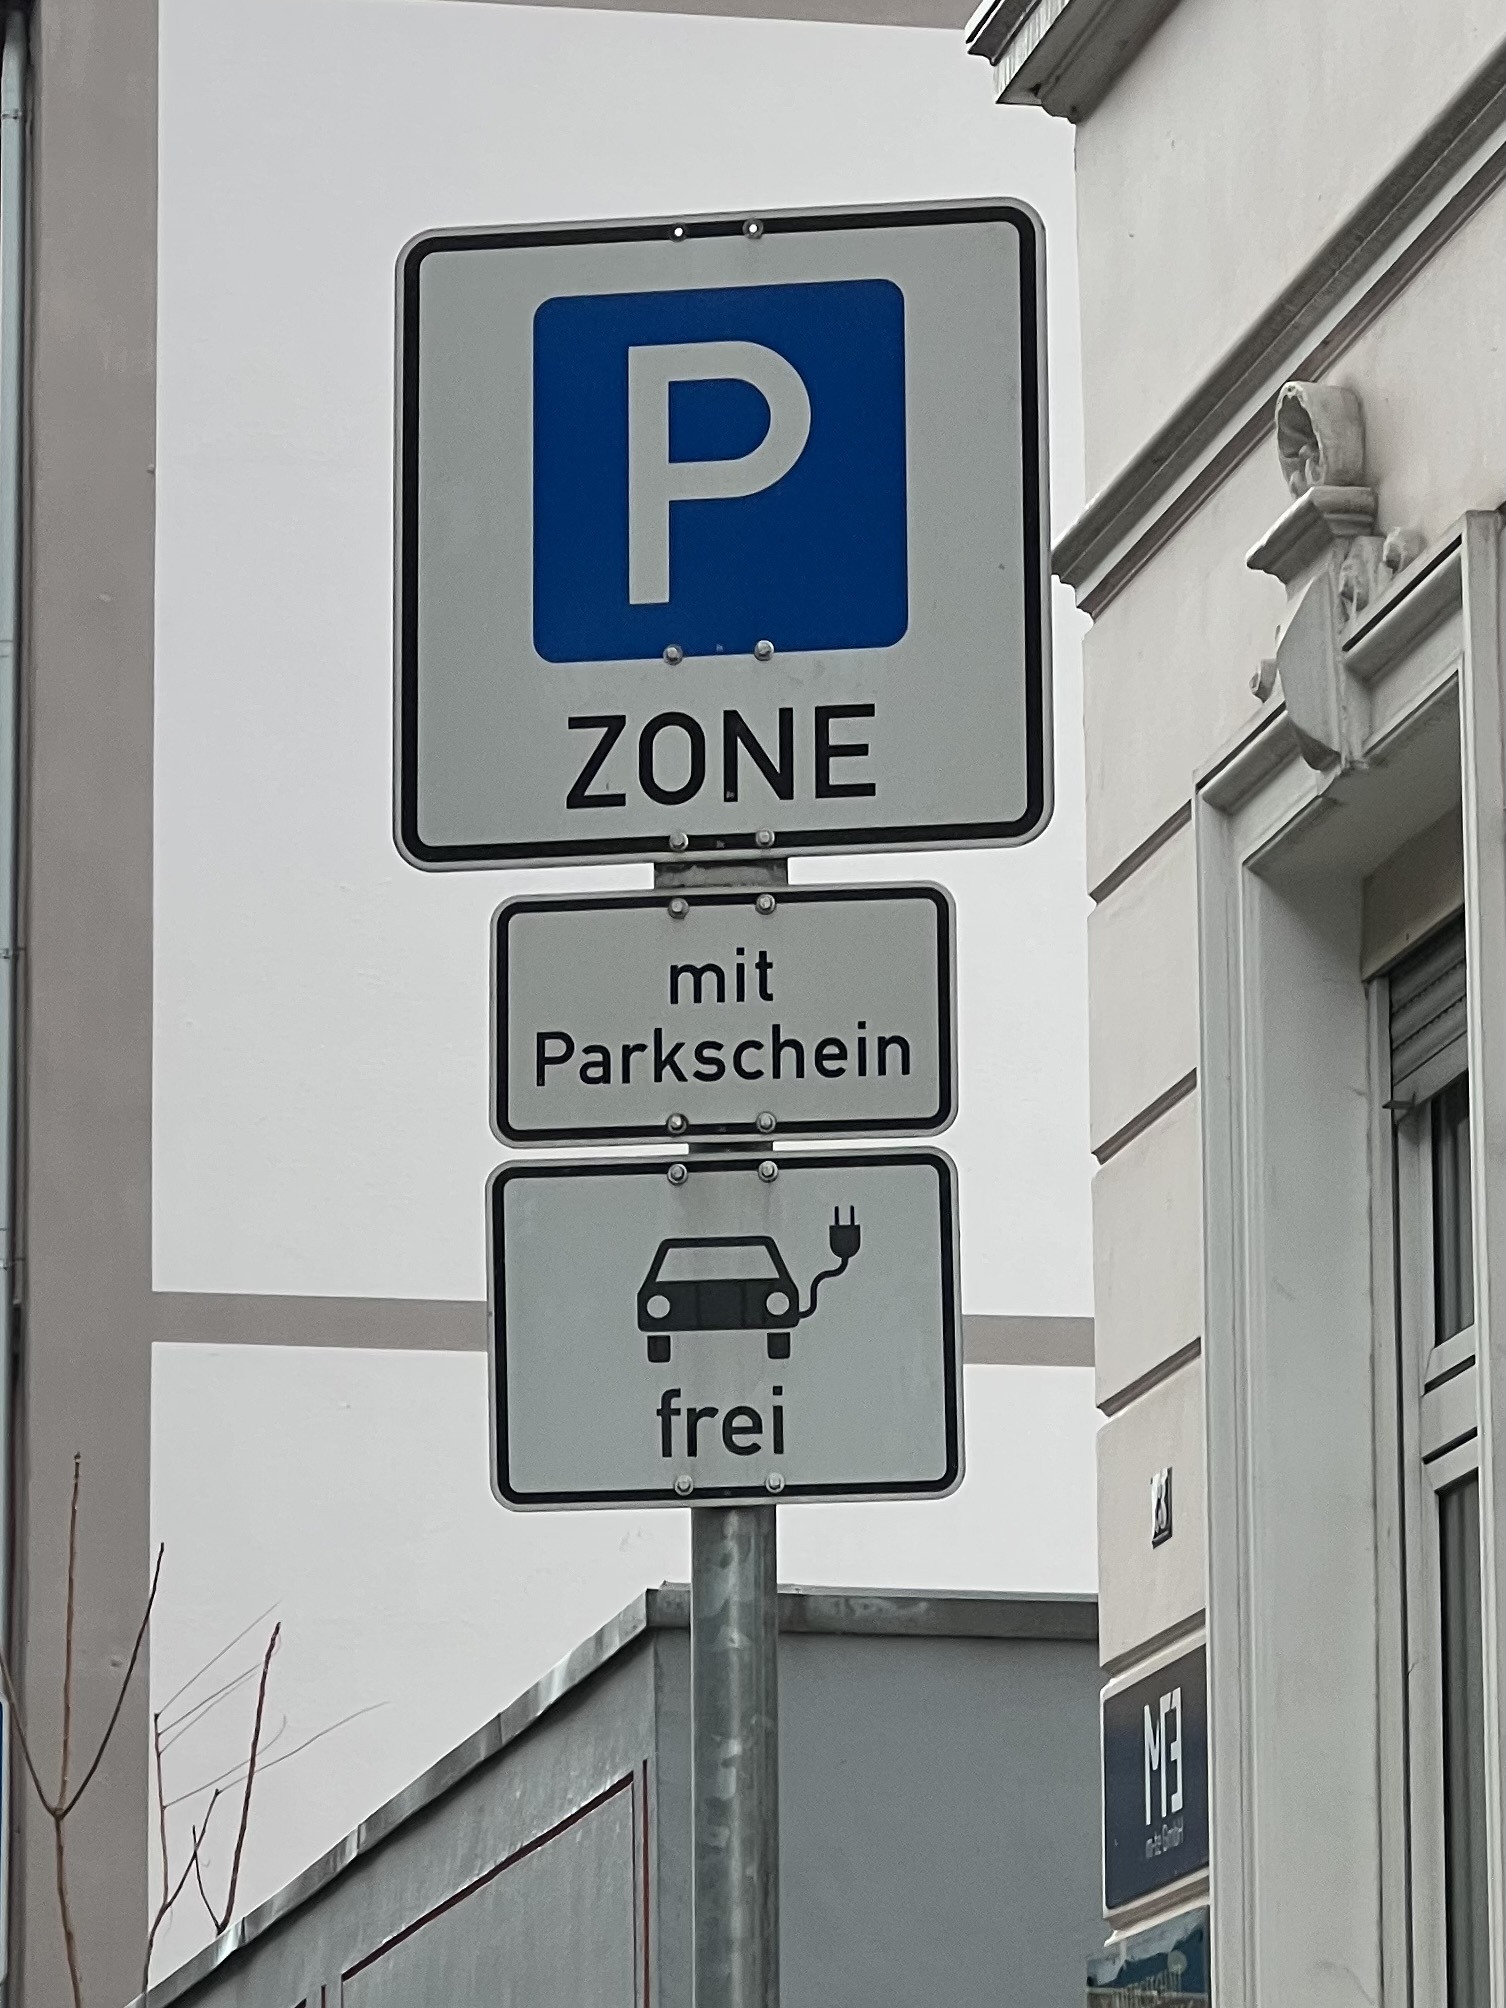 P
ZONE
mit
Parkschein
frei